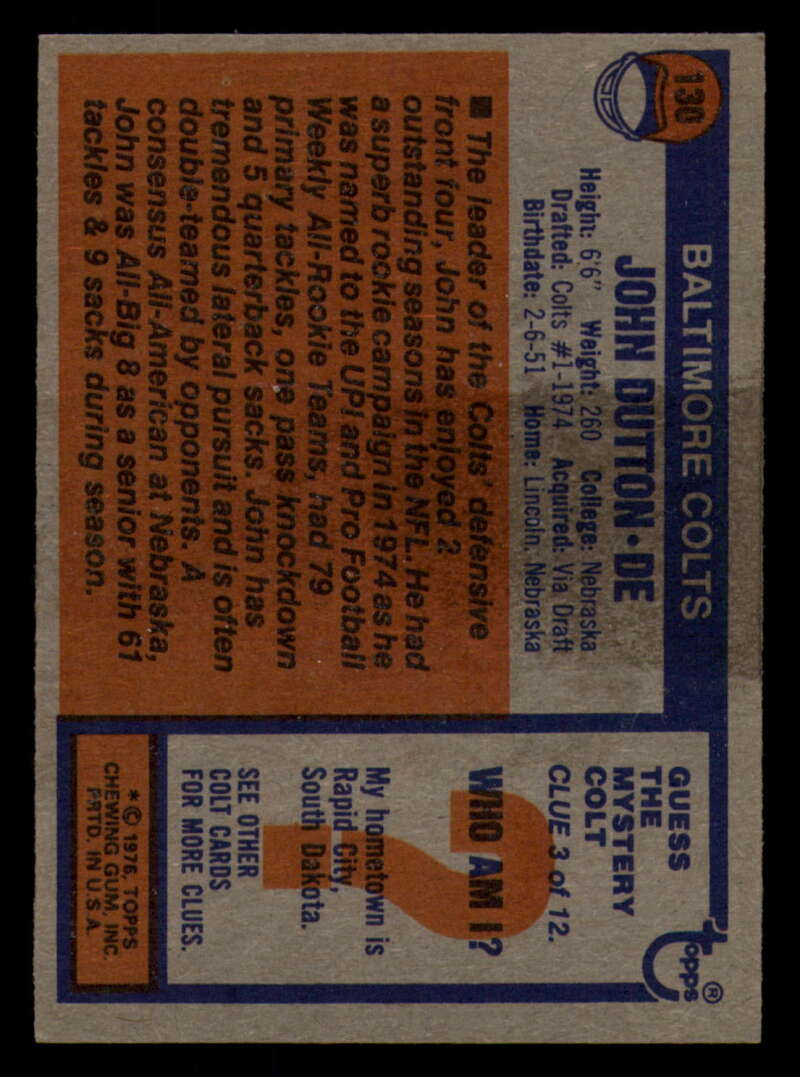 130
BALTIMORE COLTS
JOHN DUTTON•DE
Height: 6'6" Weight: 260 College: Nebraska
Drafted: Colts #1-1974 Acquired: Via Draft
Birthdate: 2-6-51 Home: Lincoln, Nebraska
■ The leader of the Colts' defensive
front four, John has enjoyed 2
outstanding seasons in the NFL. He had
a superb rookie campaign in 1974 as he
was named to the UPI and Pro Football
Weekly All-Rookie Teams, had 79
primary tackles, one pass knockdown
and 5 quarterback sacks. John has
tremendous lateral pursuit and is often
double-teamed by opponents. A
consensus All-American at Nebraska,
John was All-Big 8 as a senior with 61
tackles & 9 sacks during season.
topps®
GUESS
THE
MYSTERY
COLT
CLUE 3 of 12.
WHO AM I?
?
My hometown is
Rapid City,
South Dakota.
SEE OTHER
COLT CARDS
FOR MORE CLUES.
*© 1976, TOPPS
CHEWING GUM, INC.
PRTD. IN U.S.A.